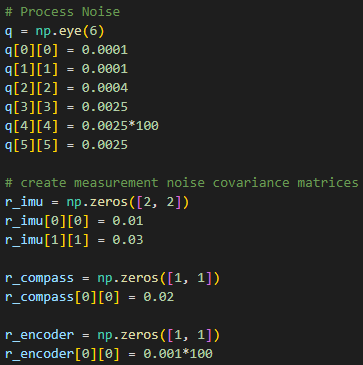 # Process Noise
q = np.eye(6)
q[0][0] = 0.0001
q[1][1] = 0.0001
q[2][2] = 0.0004
q[3][3] = 0.0025
q[4][4] = 0.0025*100
q[5][5] = 0.0025
# create measurement noise covariance matrices
r_imu = np.zeros([2, 2])
r_imu[0][0] = 0.01
r_imu[1][1] = 0.03
r_compass = np.zeros([1, 1])
r_compass[0][0] = 0.02
r_encoder = np.zeros([1, 1])
r_encoder[0][0] = 0.001*100